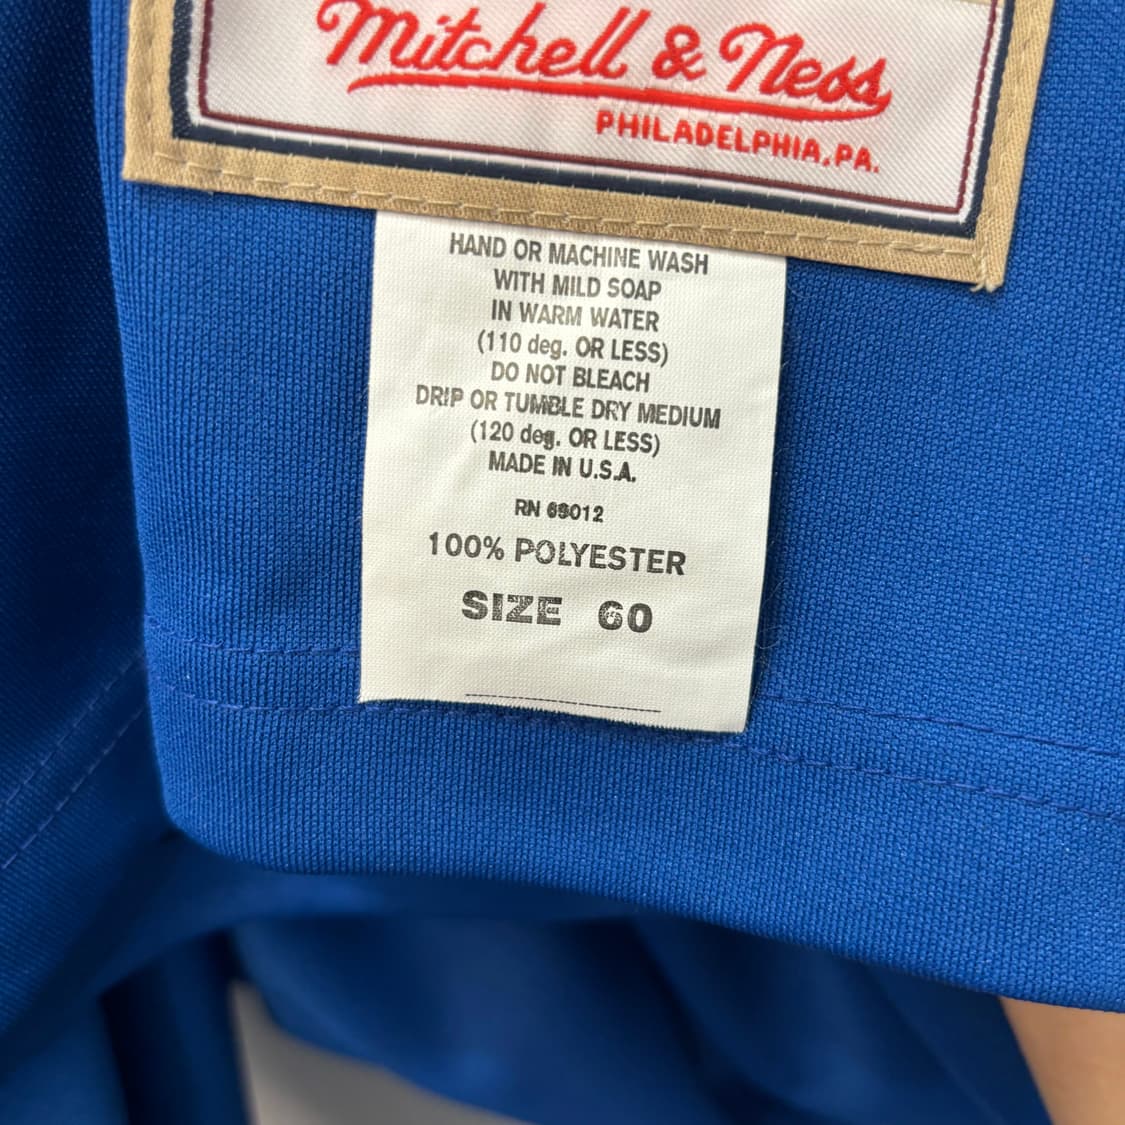 Mitchell & Ness
PHILADELPHIA, PA.
HAND OR MACHINE WASH
WITH MILD SOAP
IN WARM WATER
(110 deg. OR LESS)
DO NOT BLEACH
DRIP OR TUMBLE DRY MEDIUM
(120 deg. OR LESS)
MADE IN U.S.A.
RN
100% POLYESTER
SIZE 60